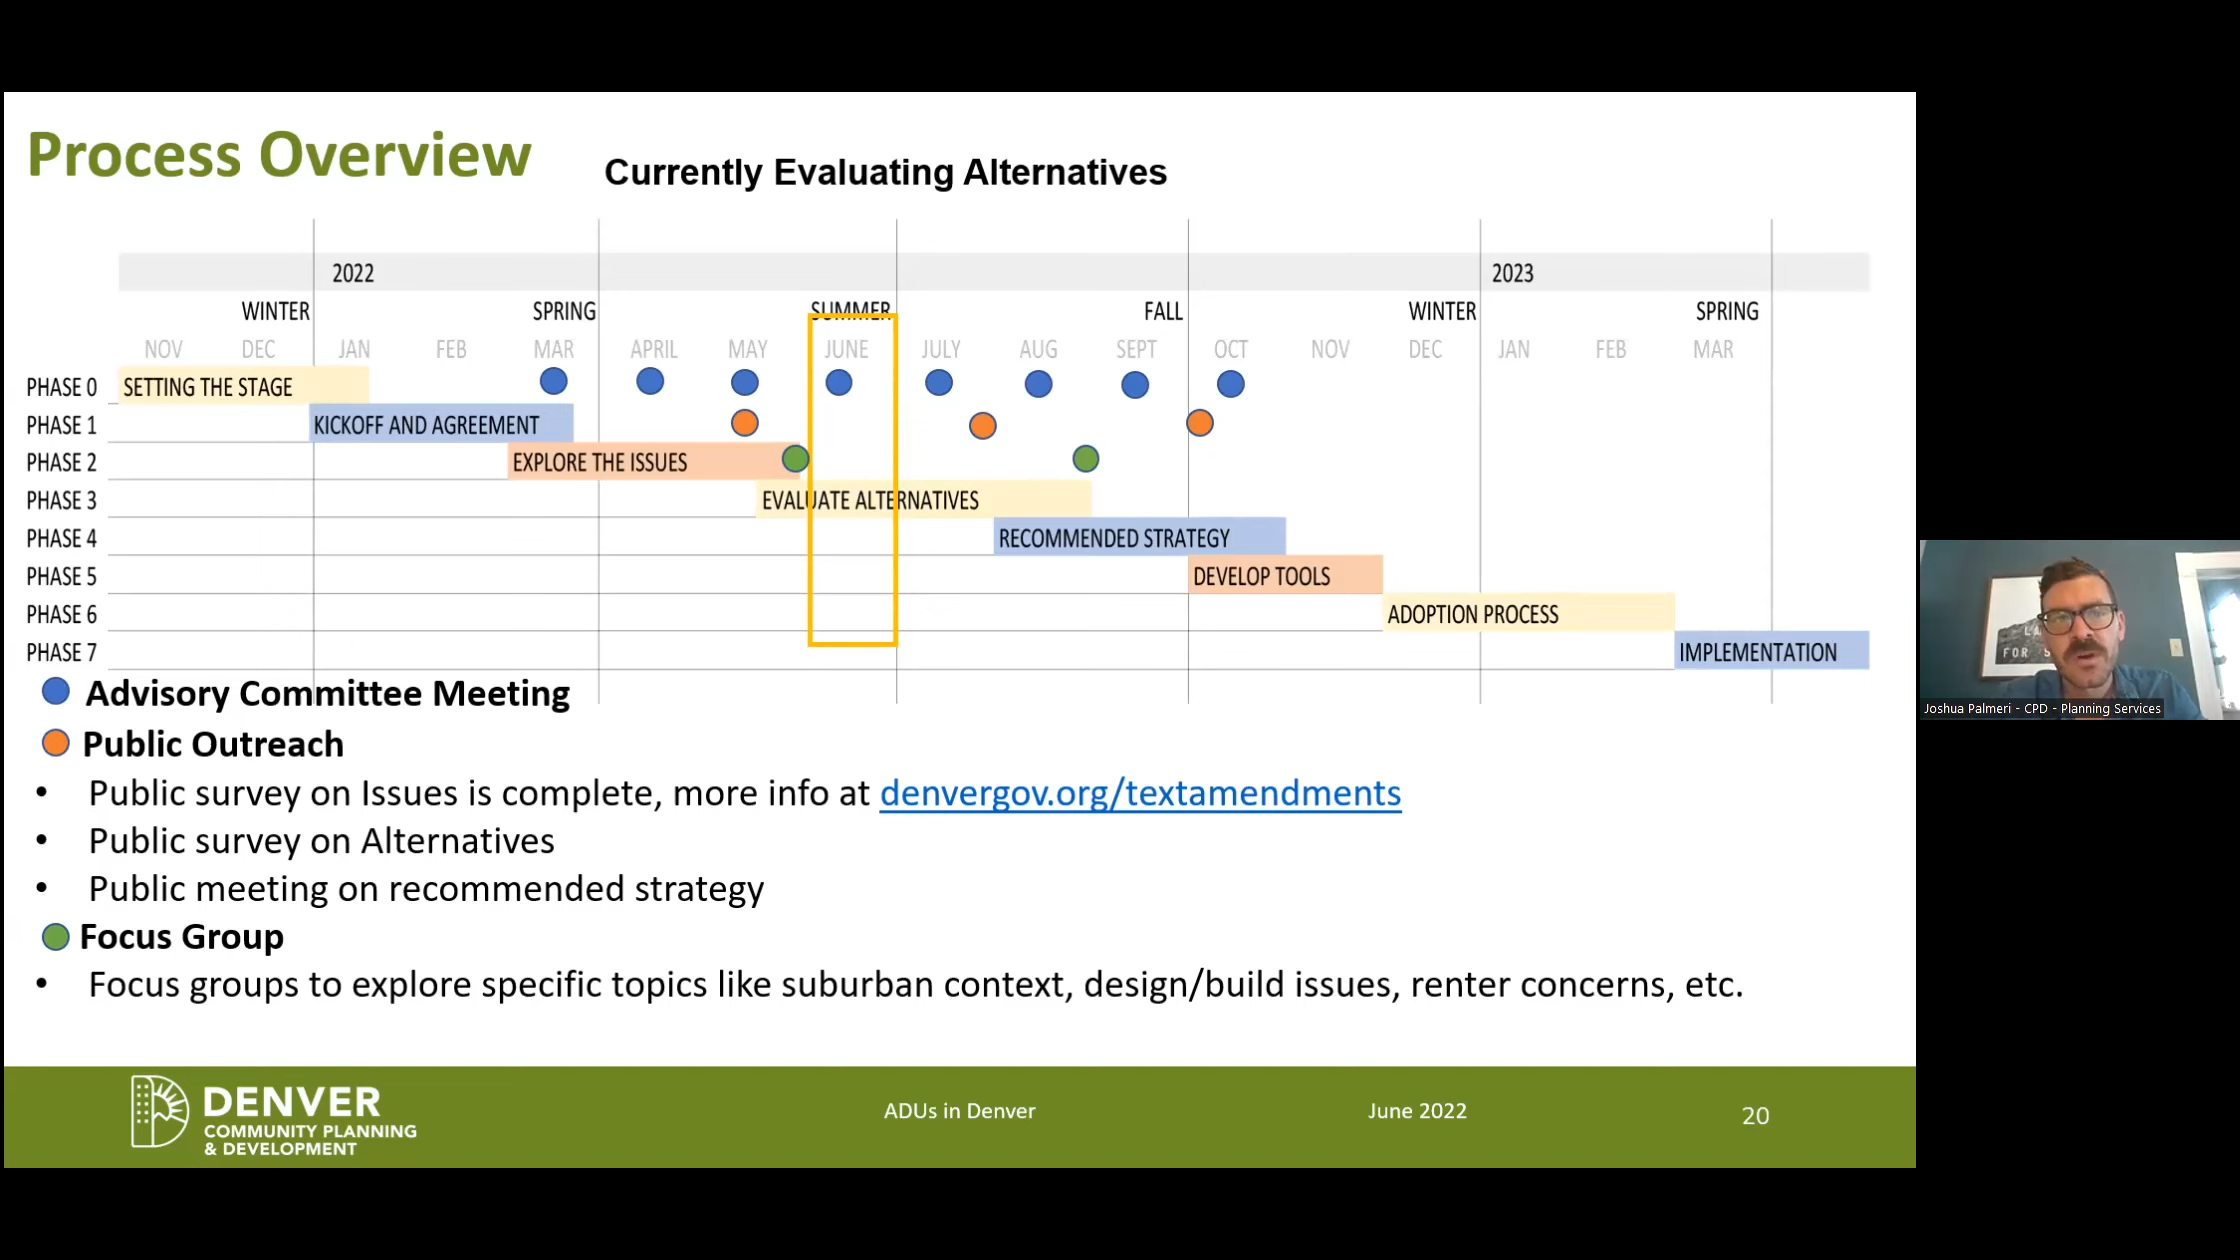 Process Overview
Currently Evaluating Alternatives
2022
2023
WINTER SPRING SUMMER FALL WINTER SPRING
NOV DEC JAN FEB MAR APRIL MAY JUNE JULY AUG SEPT OCT NOV DEC JAN FEB MAR
PHASE 0 SETTING THE STAGE
PHASE 1 KICKOFF AND AGREEMENT
PHASE 2 EXPLORE THE ISSUES
PHASE 3 EVALUATE ALTERNATIVES
PHASE 4 RECOMMENDED STRATEGY
PHASE 5 DEVELOP TOOLS
PHASE 6 ADOPTION PROCESS
PHASE 7 IMPLEMENTATION
Advisory Committee Meeting
Public Outreach
• Public survey on Issues is complete, more info at denvergov.org/textamendments
• Public survey on Alternatives
• Public meeting on recommended strategy
Focus Group
• Focus groups to explore specific topics like suburban context, design/build issues, renter concerns, etc.
DENVER
COMMUNITY PLANNING
& DEVELOPMENT
ADUs in Denver
June 2022
20
FOR
Joshua Palmeri - CPD - Planning Services